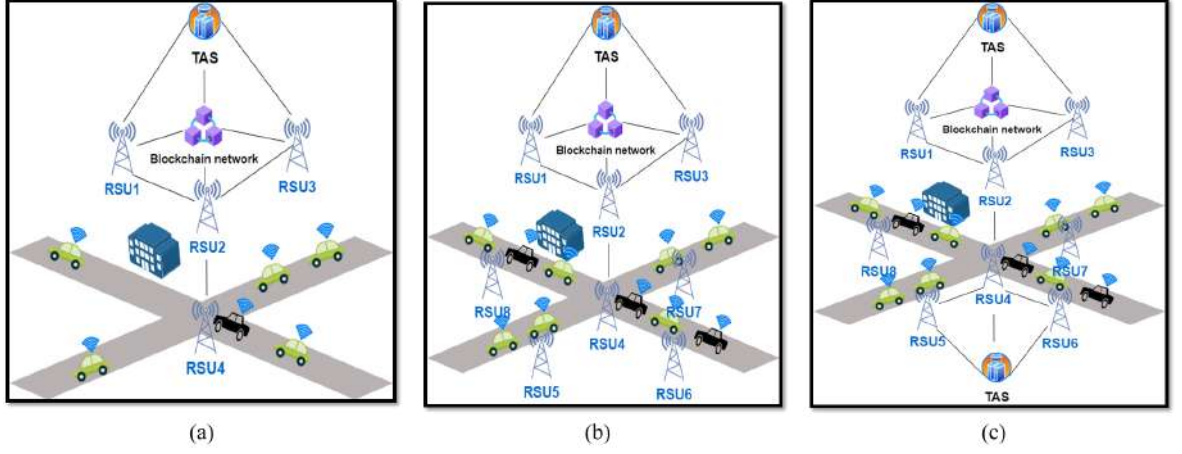 TAS
Blockchain network
RSU1
RSU3
RSU2
RSU4
(a)
TAS
Blockchain network
RSU1
RSU3
RSU2
RSU8
RSU7
RSU4
RSU5
RSU6
(b)
TAS
Blockchain network
RSU1
RSU3
RSU2
RSU8
RSU7
RSU4
RSU5
RSU6
TAS
(c)